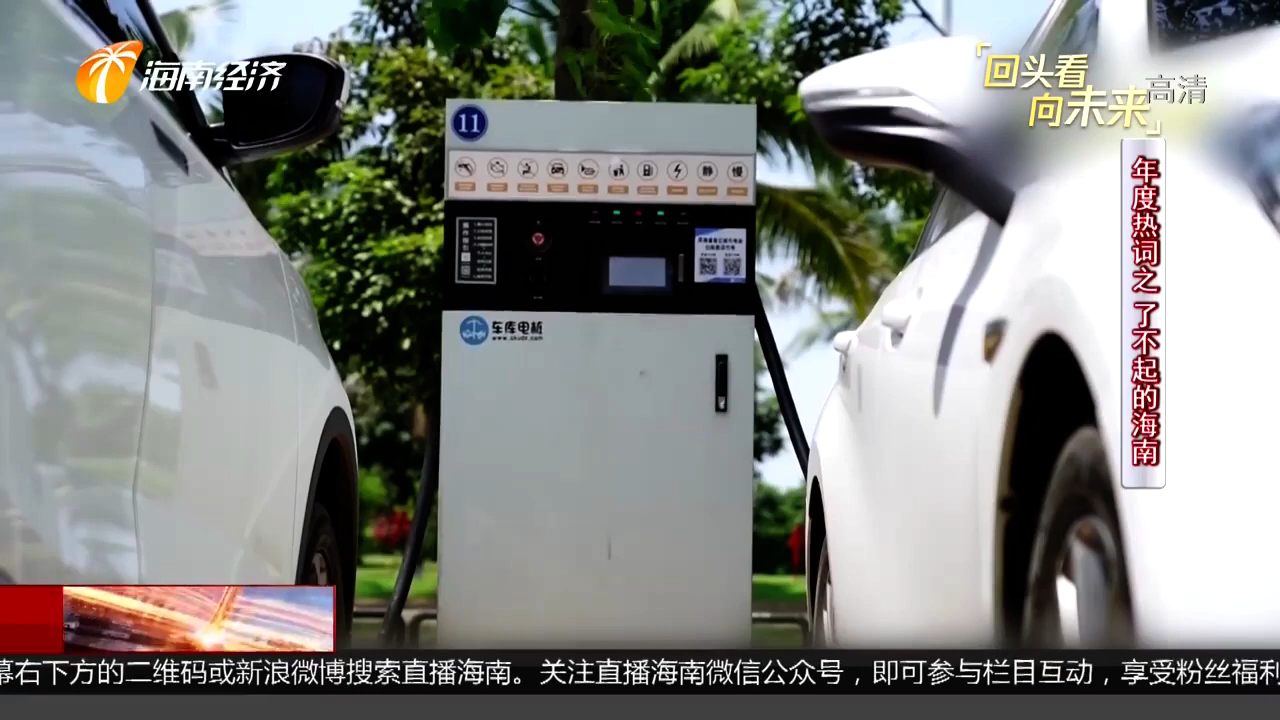 海南经济
回头看
向未来
高清
年度热词之 了不起的海南
11
静
慢
车库电桩
幕右下方的二维码或新浪微博搜索直播海南。关注直播海南微信公众号，即可参与栏目互动，享受粉丝福利